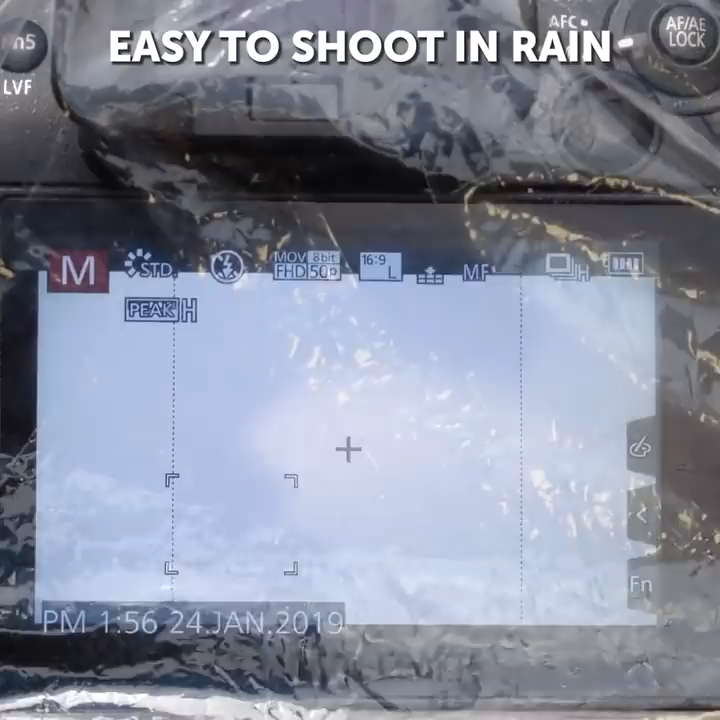 EASY TO SHOOT IN RAIN
AFC
AF/AE
LOCK
LVF
M
STD.
MOV 8bit
FHD 50p
16:9
L
MF
H
PEAK H
Fn
PM 1:56 24.JAN.2019